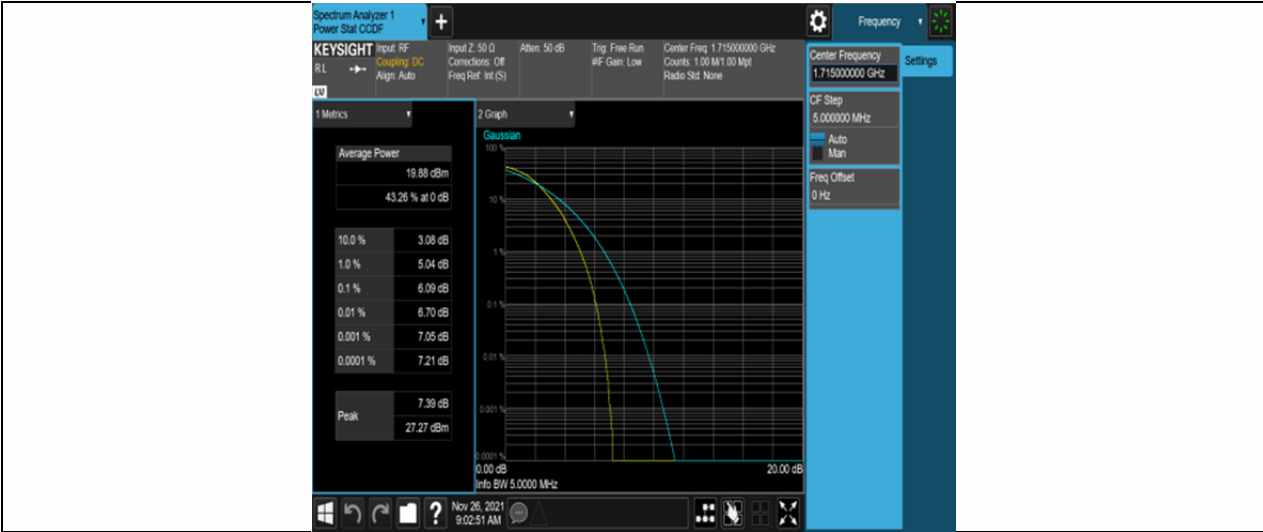 Spectrum Analyzer 1
Power Stat CCDF
+
Frequency
KEYSIGHT
RL
LV
Input: RF
Coupling: DC
Align: Auto
Input Z: 50 Ω
Corrections: Off
Freq Ref: Int (S)
Atten: 50 dB
Trig: Free Run
#IF Gain: Low
Center Freq: 1.715000000 GHz
Counts: 1.00 M/1.00 Mpt
Radio Std: None
Center Frequency
1.715000000 GHz
Settings
CF Step
5.000000 MHz
Auto
Man
Freq Offset
0 Hz
1 Metrics
Average Power
19.88 dBm
43.26 % at 0 dB
10.0 % 3.08 dB
1.0 % 5.04 dB
0.1 % 6.09 dB
0.01 % 6.70 dB
0.001 % 7.05 dB
0.0001 % 7.21 dB
Peak
7.39 dB
27.27 dBm
2 Graph
Gaussian
100 %
10 %
1 %
0.1 %
0.01 %
0.001 %
0.0001 %
0.00 dB 20.00 dB
Info BW 5.0000 MHz
?
Nov 26, 2021
9:02:51 AM